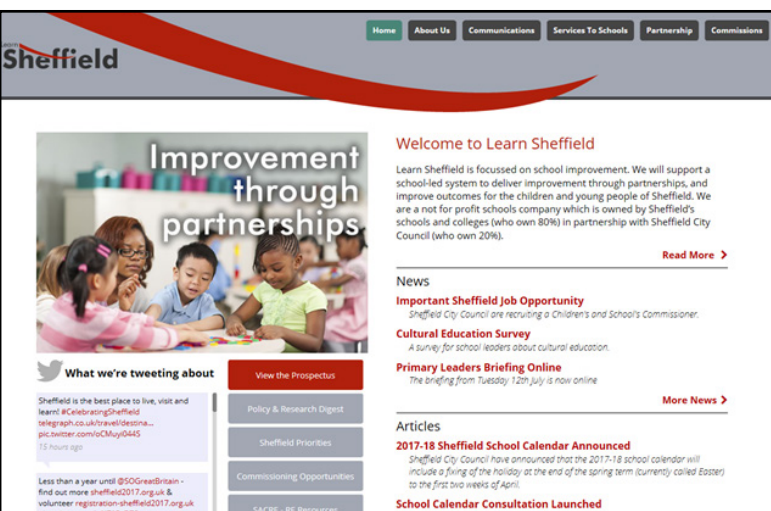 Home
About Us
Communications
Services To Schools
Partnership
Commissions
Sheffield
Improvement
through
partnerships
Welcome to Learn Sheffield
Learn Sheffield is focussed on school improvement. We will support a
school-led system to deliver improvement through partnerships, and
improve outcomes for the children and young people of Sheffield. We
are a not for profit schools company which is owned by Sheffield's
schools and colleges (who own 80%) in partnership with Sheffield City
Council (who own 20%).
Read More
News
Important Sheffield Job Opportunity
Sheffield City Council are recruiting a Children's and School's Commissioner.
Cultural Education Survey
A survey for school leaders about cultural education.
Primary Leaders Briefing Online
The briefing from Tuesday 12th July is now online
More News
Articles
2017-18 Sheffield School Calendar Announced
Sheffield City Council have announced that the 2017-18 school calendar will
include a fixing of the holiday at the end of the spring term (currently called Easter)
to the first two weeks of April.
School Calendar Consultation Launched
What we're tweeting about
Sheffield is the best place to live, visit and
learn! #CelebratingSheffield
telegraph.co.uk/travel/destina...
pic.twitter.com/oCMuyi044S
15 hours ago
Less than a year until @SOGreatBritain -
find out more sheffield2017.org.uk &
volunteer registration-sheffield2017.org.uk
View the Prospectus
Policy & Research Digest
Sheffield Priorities
Commissioning Opportunities
SACRE - RE Resources